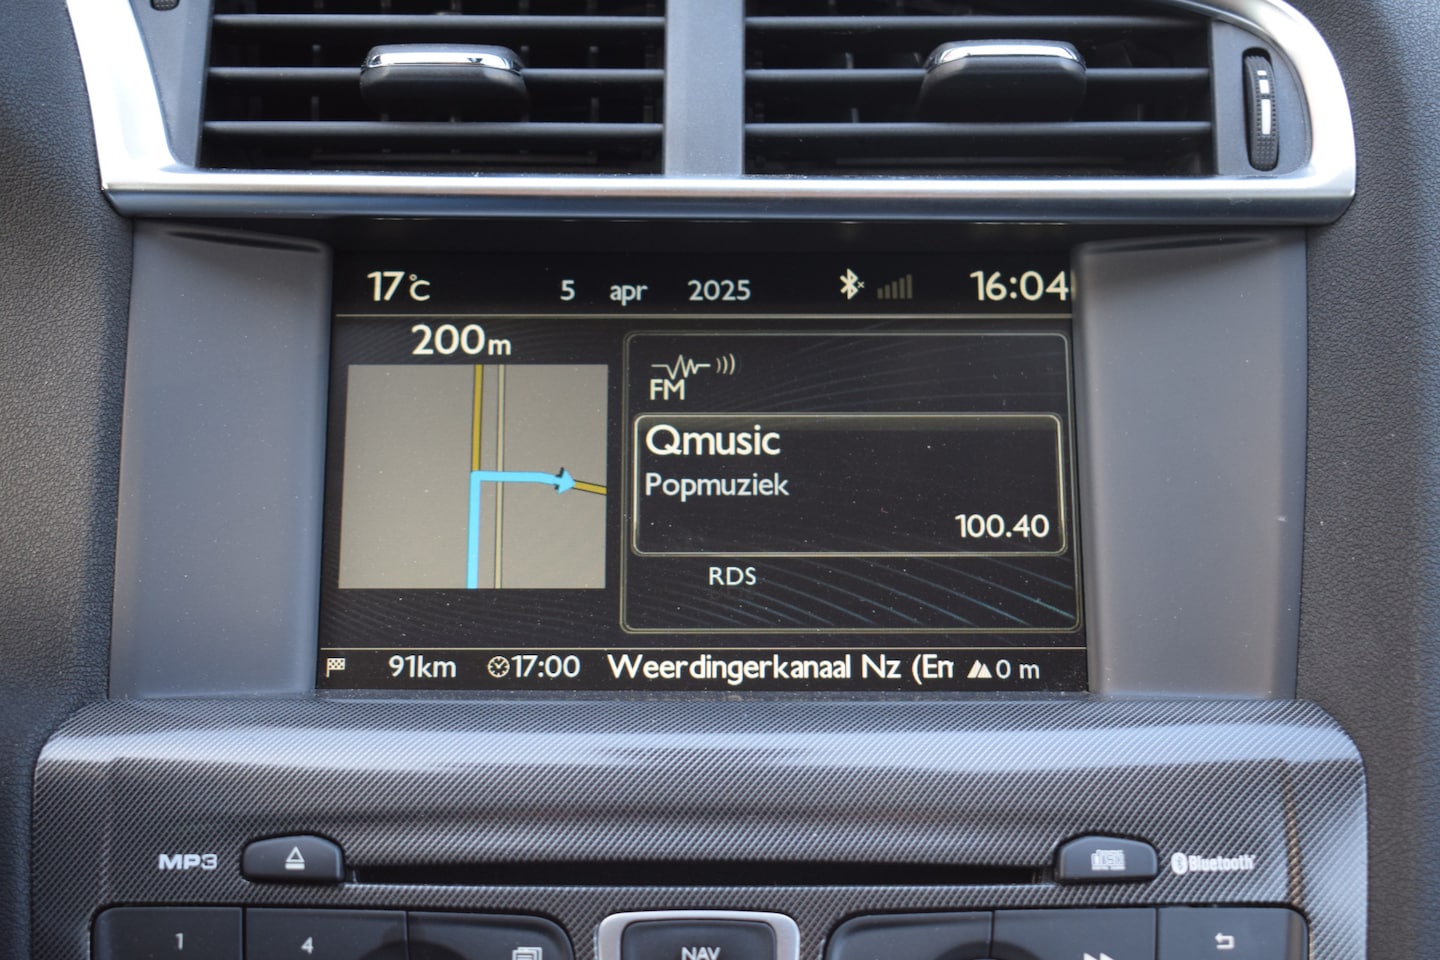 17°C 5 apr 2025 16:04
200m
FM
Qmusic
Popmuziek
100.40
RDS
91km 17:00 Weerdingerkanaal Nz (Em 0 m
MP3
Bluetooth
1 4 NAV